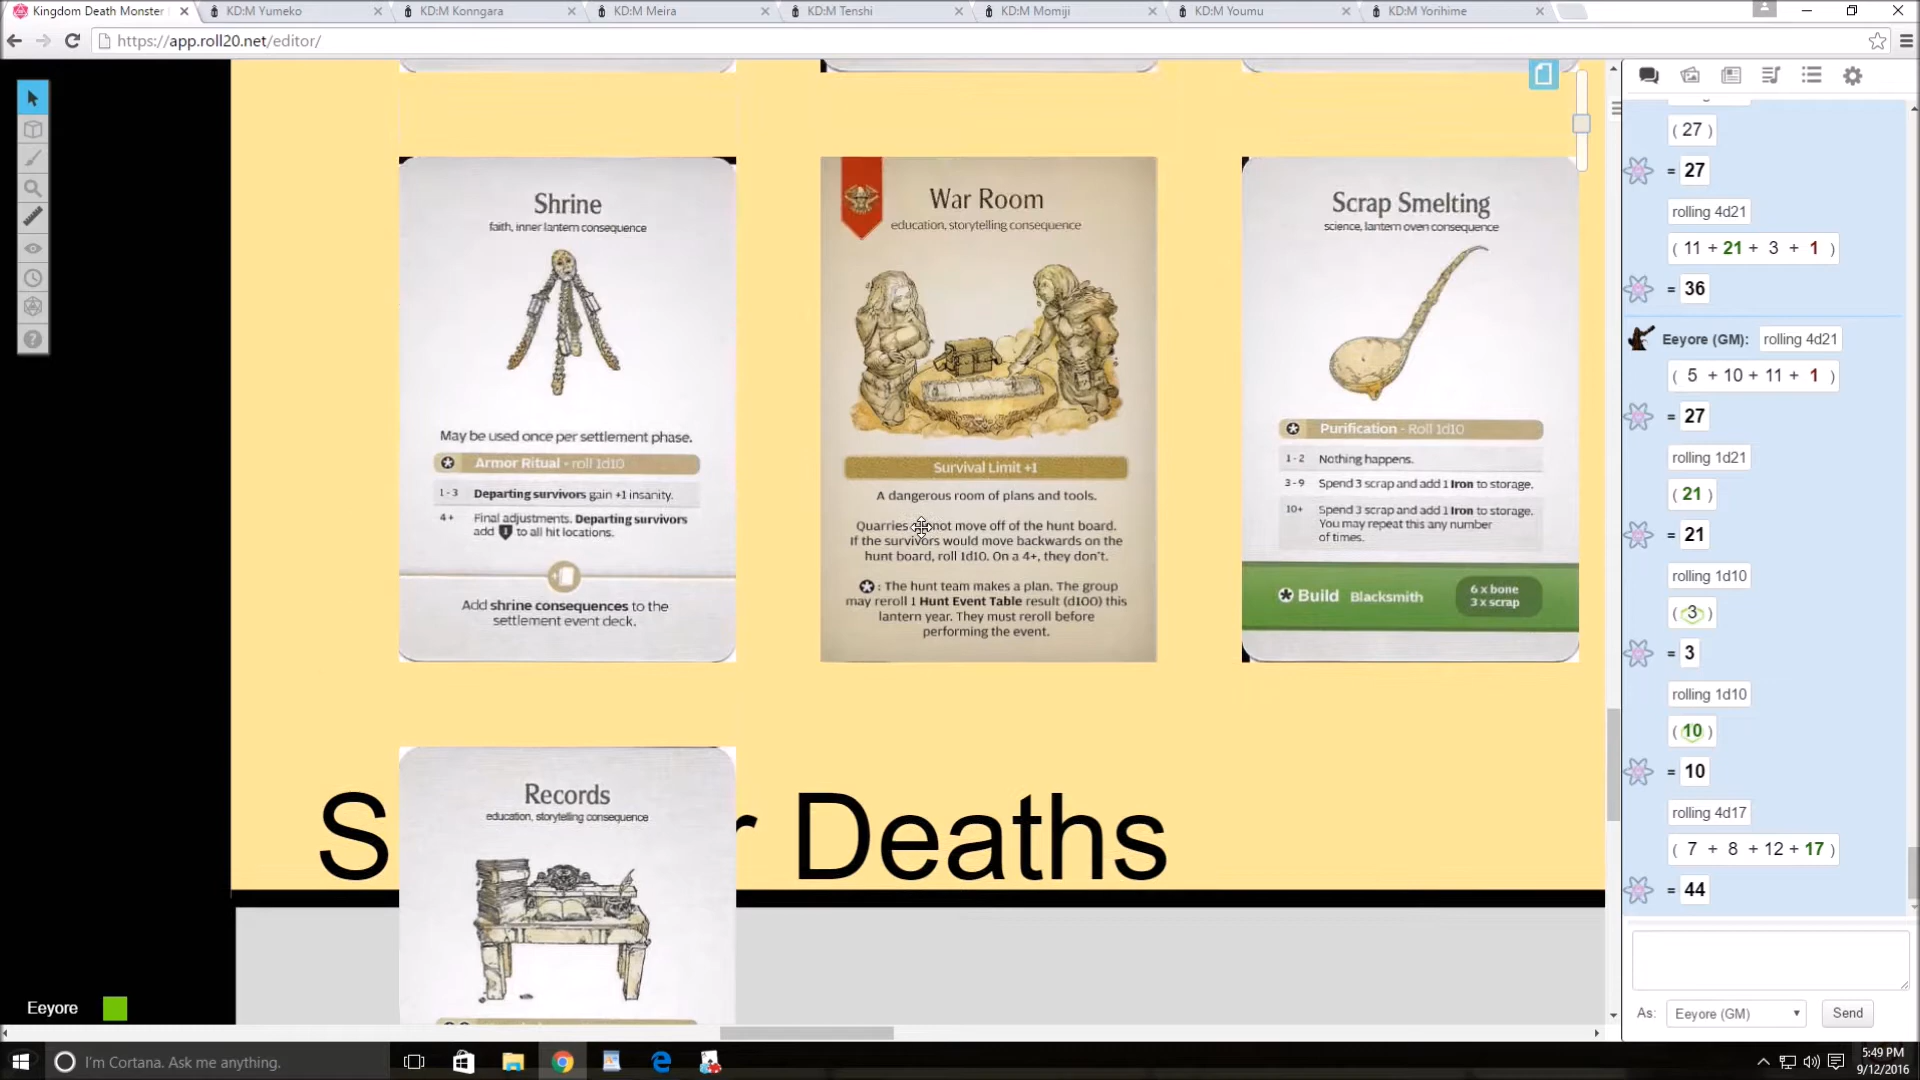 Kingdom Death Monster
KD:M Yumeko
KD:M Konngara
KD:M Meira
KD:M Tenshi
KD:M Momiji
KD:M Youmu
KD:M Yorihime
https://app.roll20.net/editor/
Shrine
faith, inner lantern consequence
May be used once per settlement phase.
Armor Ritual - roll 1d10
1 - 3 Departing survivors gain +1 insanity.
4+ Final adjustments. Departing survivors
add 1 to all hit locations.
Add shrine consequences to the
settlement event deck.
War Room
education, storytelling consequence
Survival Limit +1
A dangerous room of plans and tools.
Quarries not move off of the hunt board.
If the survivors would move backwards on the
hunt board, roll 1d10. On a 4+, they don't.
: The hunt team makes a plan. The group
may reroll 1 Hunt Event Table result (d100) this
lantern year. They must reroll before
performing the event.
Scrap Smelting
science, lantern oven consequence
Purification - Roll 1d10
1 - 2 Nothing happens.
3 - 9 Spend 3 scrap and add 1 Iron to storage.
10+ Spend 3 scrap and add 1 Iron to storage.
You may repeat this any number
of times.
Build Blacksmith
6 x bone
3 x scrap
Records
education, storytelling consequence
S r Deaths
Eeyore
( 27 )
= 27
rolling 4d21
( 11 + 21 + 3 + 1 )
= 36
Eeyore (GM): rolling 4d21
( 5 + 10 + 11 + 1 )
= 27
rolling 1d21
( 21 )
= 21
rolling 1d10
( 3 )
= 3
rolling 1d10
( 10 )
= 10
rolling 4d17
( 7 + 8 + 12 + 17 )
= 44
As: Eeyore (GM) Send
I'm Cortana. Ask me anything.
5:49 PM
9/12/2016